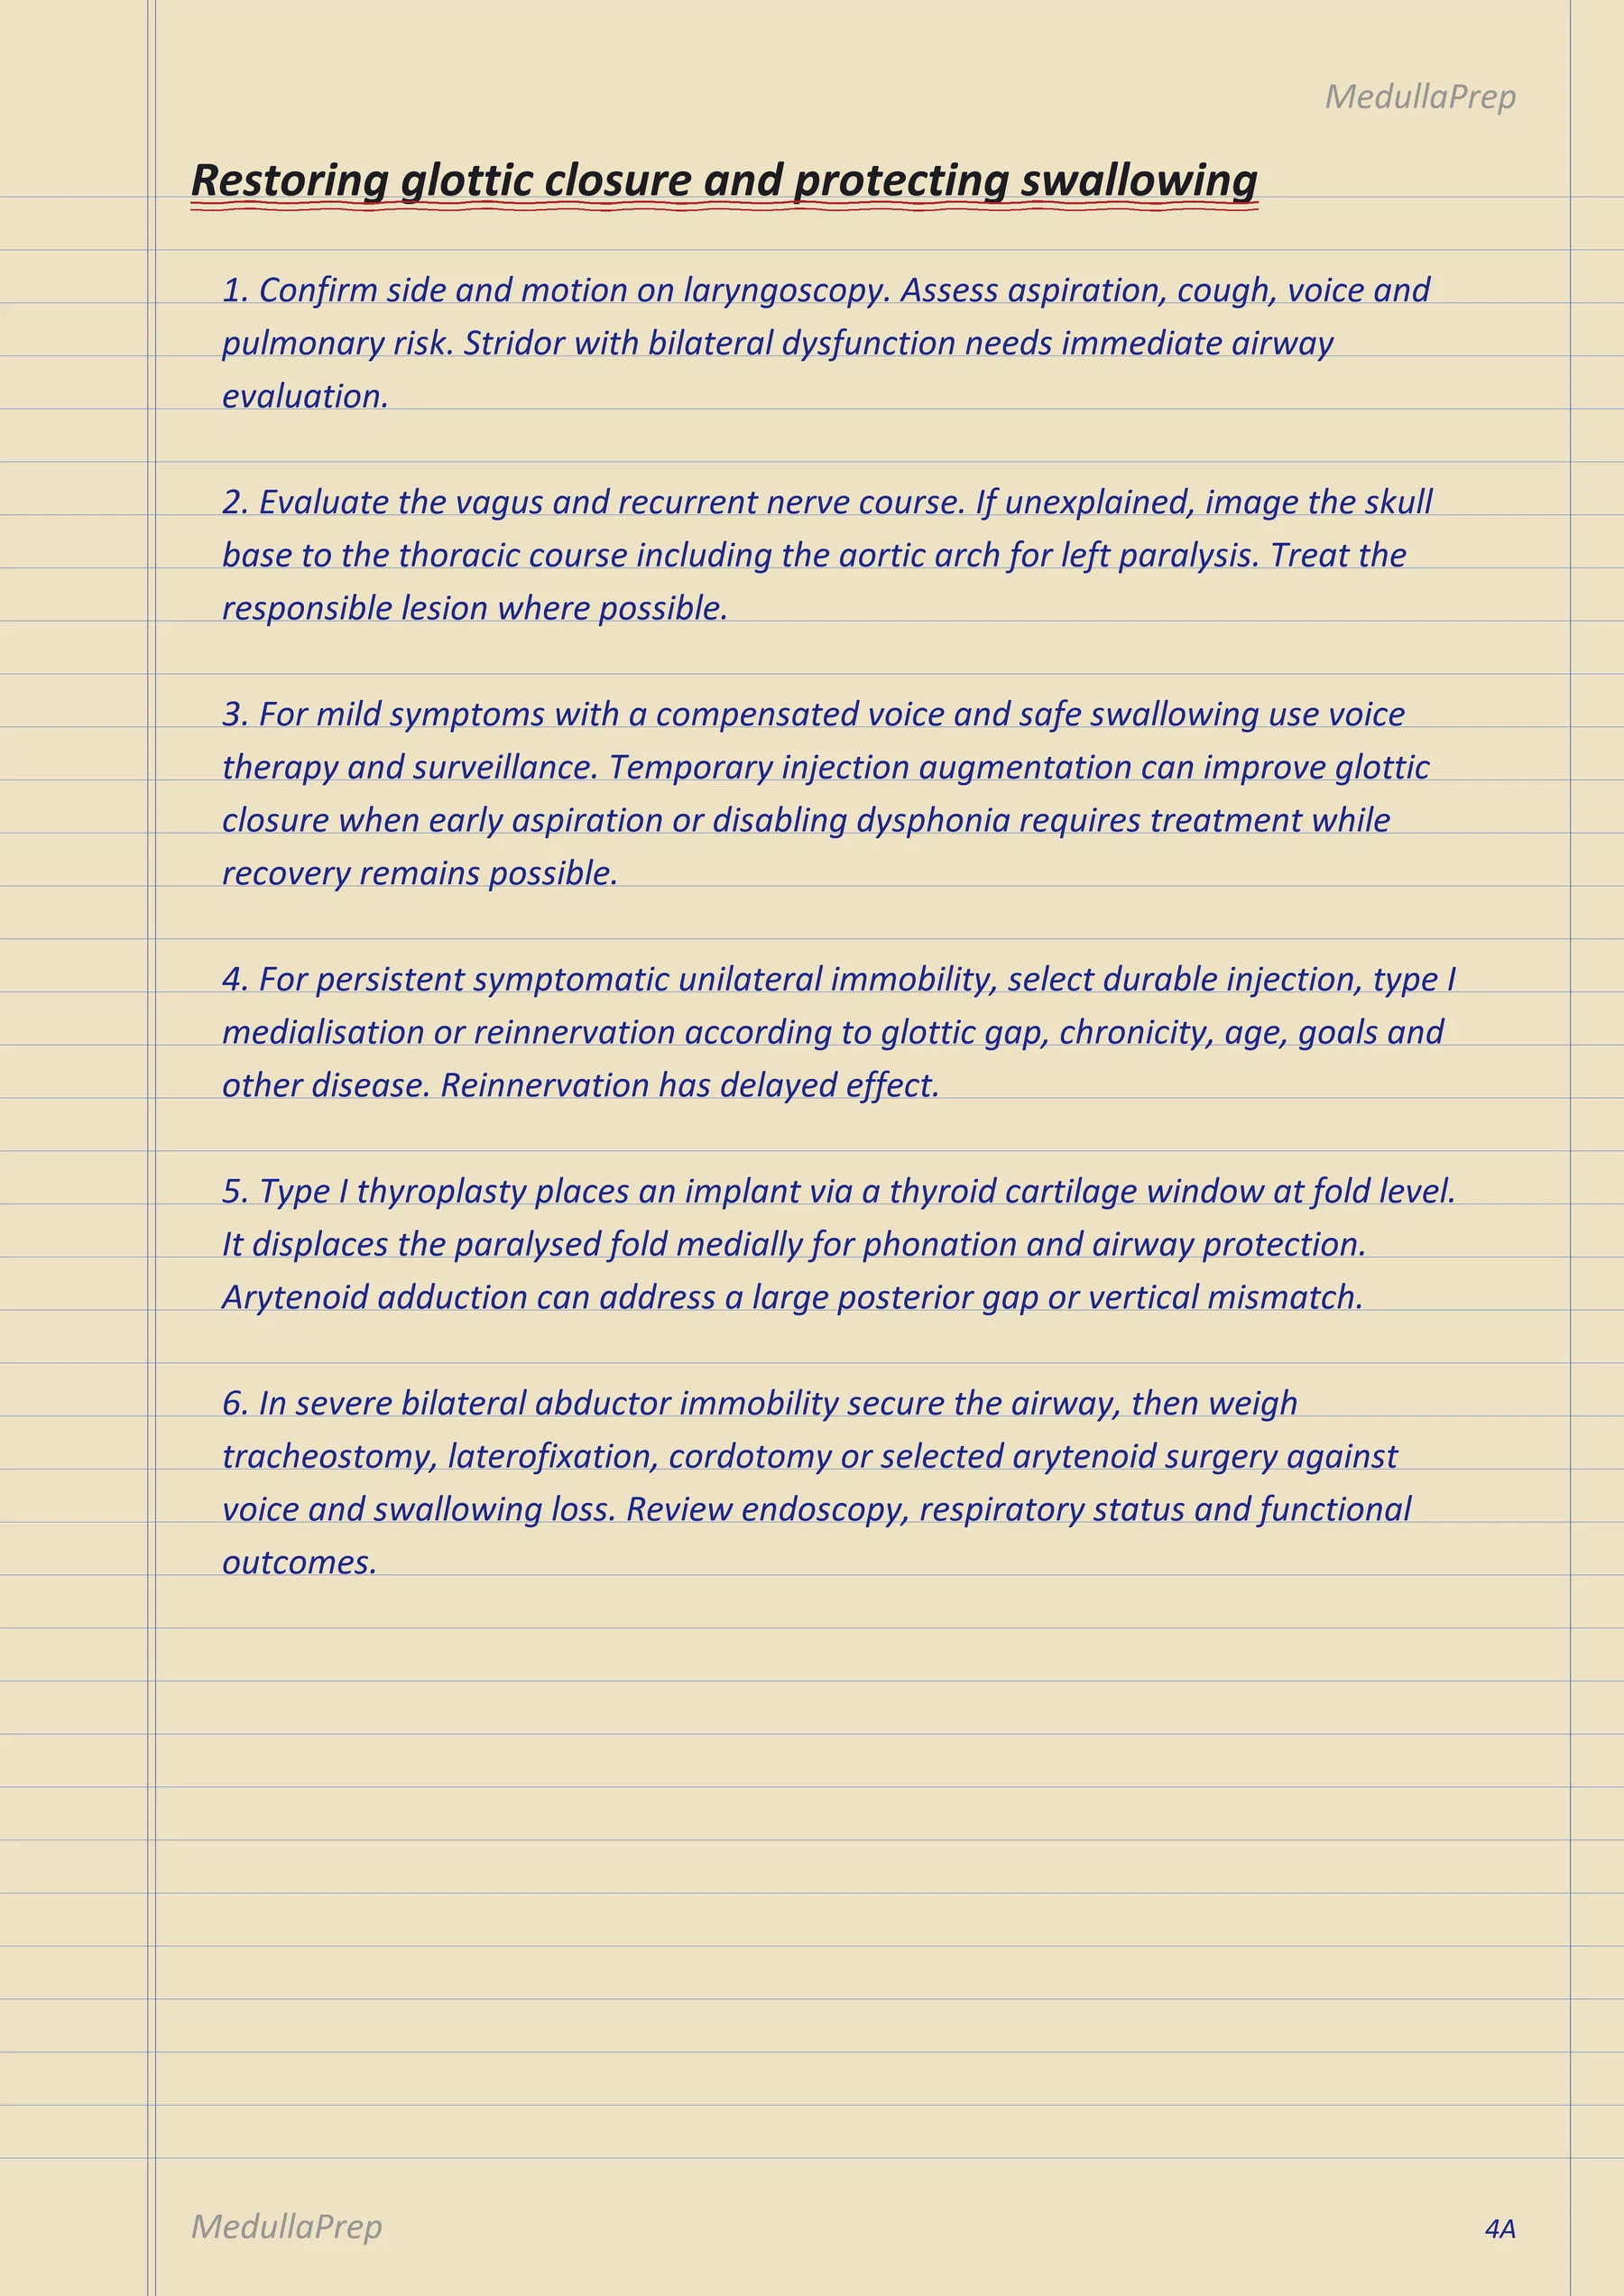 MedullaPrep
Restoring glottic closure and protecting swallowing
1. Confirm side and motion on laryngoscopy. Assess aspiration, cough, voice and
pulmonary risk. Stridor with bilateral dysfunction needs immediate airway
evaluation.
2. Evaluate the vagus and recurrent nerve course. If unexplained, image the skull
base to the thoracic course including the aortic arch for left paralysis. Treat the
responsible lesion where possible.
3. For mild symptoms with a compensated voice and safe swallowing use voice
therapy and surveillance. Temporary injection augmentation can improve glottic
closure when early aspiration or disabling dysphonia requires treatment while
recovery remains possible.
4. For persistent symptomatic unilateral immobility, select durable injection, type I
medialisation or reinnervation according to glottic gap, chronicity, age, goals and
other disease. Reinnervation has delayed effect.
5. Type I thyroplasty places an implant via a thyroid cartilage window at fold level.
It displaces the paralysed fold medially for phonation and airway protection.
Arytenoid adduction can address a large posterior gap or vertical mismatch.
6. In severe bilateral abductor immobility secure the airway, then weigh
tracheostomy, laterofixation, cordotomy or selected arytenoid surgery against
voice and swallowing loss. Review endoscopy, respiratory status and functional
outcomes.
MedullaPrep
4A